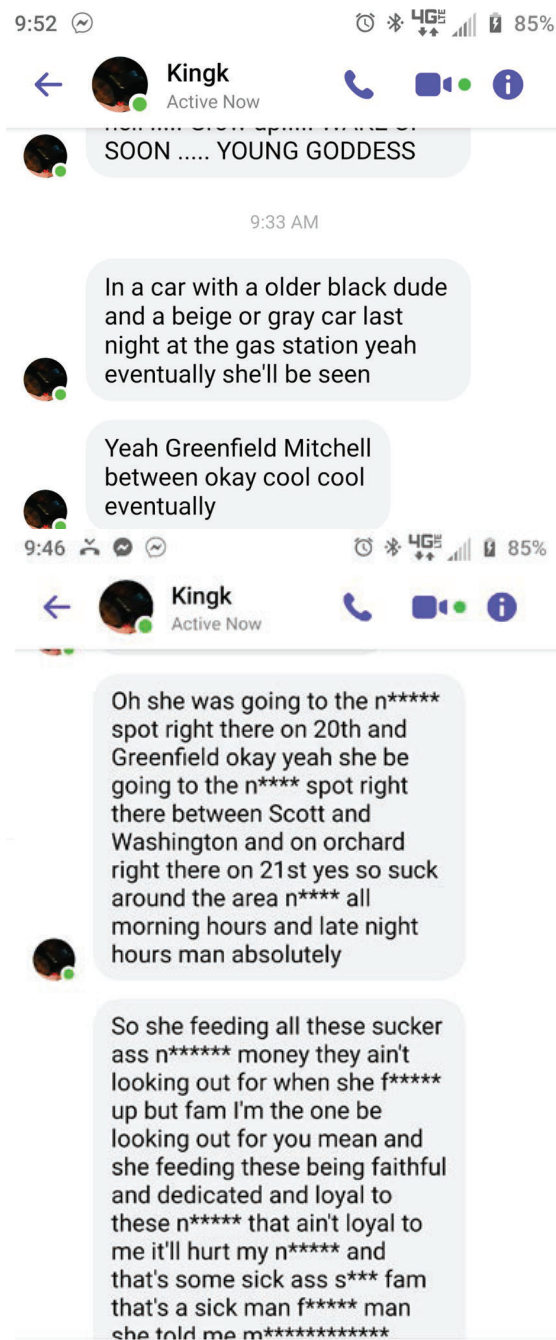 9:52 4G LTE 85%
Kingk
Active Now
SOON ..... YOUNG GODDESS
9:33 AM
In a car with a older black dude
and a beige or gray car last
night at the gas station yeah
eventually she'll be seen
Yeah Greenfield Mitchell
between okay cool cool
eventually
9:46 4G 85%
Kingk
Active Now
Oh she was going to the n*****
spot right there on 20th and
Greenfield okay yeah she be
going to the n**** spot right
there between Scott and
Washington and on orchard
right there on 21st yes so suck
around the area n**** all
morning hours and late night
hours man absolutely
So she feeding all these sucker
ass n****** money they ain't
looking out for when she f*****
up but fam I'm the one be
looking out for you mean and
she feeding these being faithful
and dedicated and loyal to
these n***** that ain't loyal to
me it'll hurt my n***** and
that's some sick ass s*** fam
that's a sick man f***** man
she told me m************